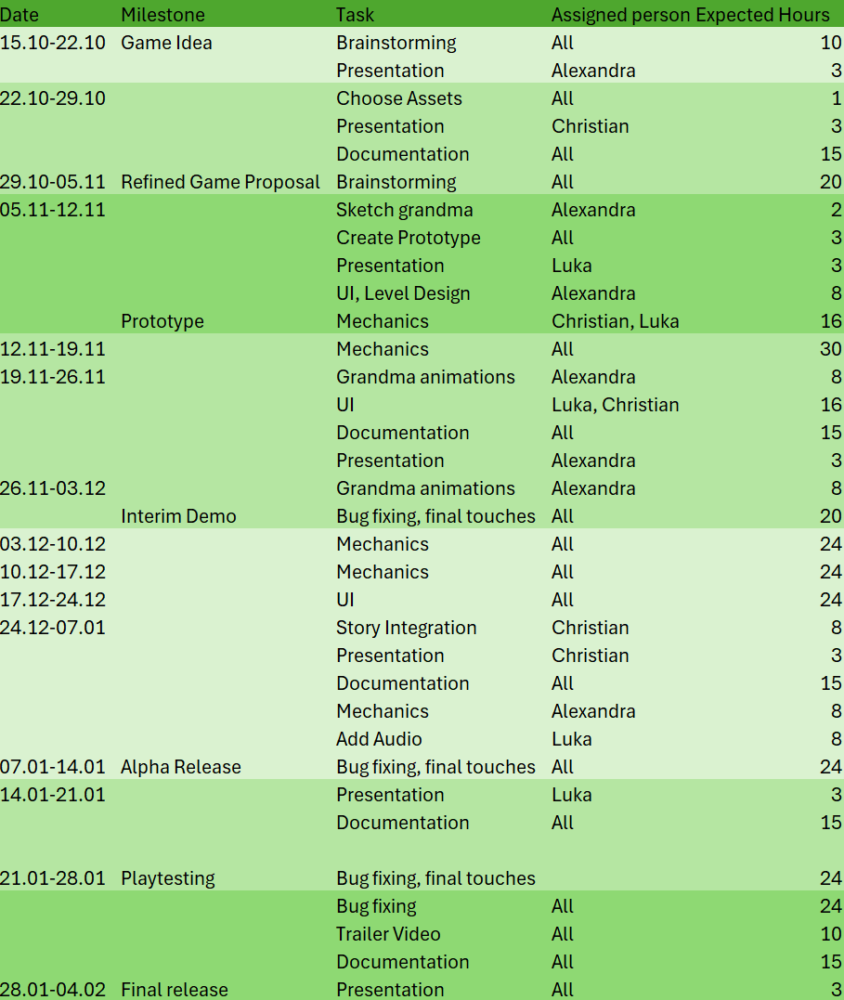 Date Milestone Task Assigned person Expected Hours
15.10-22.10 Game Idea Brainstorming All 10
Presentation Alexandra 3
22.10-29.10 Choose Assets All 1
Presentation Christian 3
Documentation All 15
29.10-05.11 Refined Game Proposal Brainstorming All 20
05.11-12.11 Sketch grandma Alexandra 2
Create Prototype All 3
Presentation Luka 3
UI, Level Design Alexandra 8
Prototype Mechanics Christian, Luka 16
12.11-19.11 Mechanics All 30
19.11-26.11 Grandma animations Alexandra 8
UI Luka, Christian 16
Documentation All 15
Presentation Alexandra 3
26.11-03.12 Grandma animations Alexandra 8
Interim Demo Bug fixing, final touches All 20
03.12-10.12 Mechanics All 24
10.12-17.12 Mechanics All 24
17.12-24.12 UI All 24
24.12-07.01 Story Integration Christian 8
Presentation Christian 3
Documentation All 15
Mechanics Alexandra 8
Add Audio Luka 8
07.01-14.01 Alpha Release Bug fixing, final touches All 24
14.01-21.01 Presentation Luka 3
Documentation All 15
21.01-28.01 Playtesting Bug fixing, final touches 24
Bug fixing All 24
Trailer Video All 10
Documentation All 15
28.01-04.02 Final release Presentation All 3